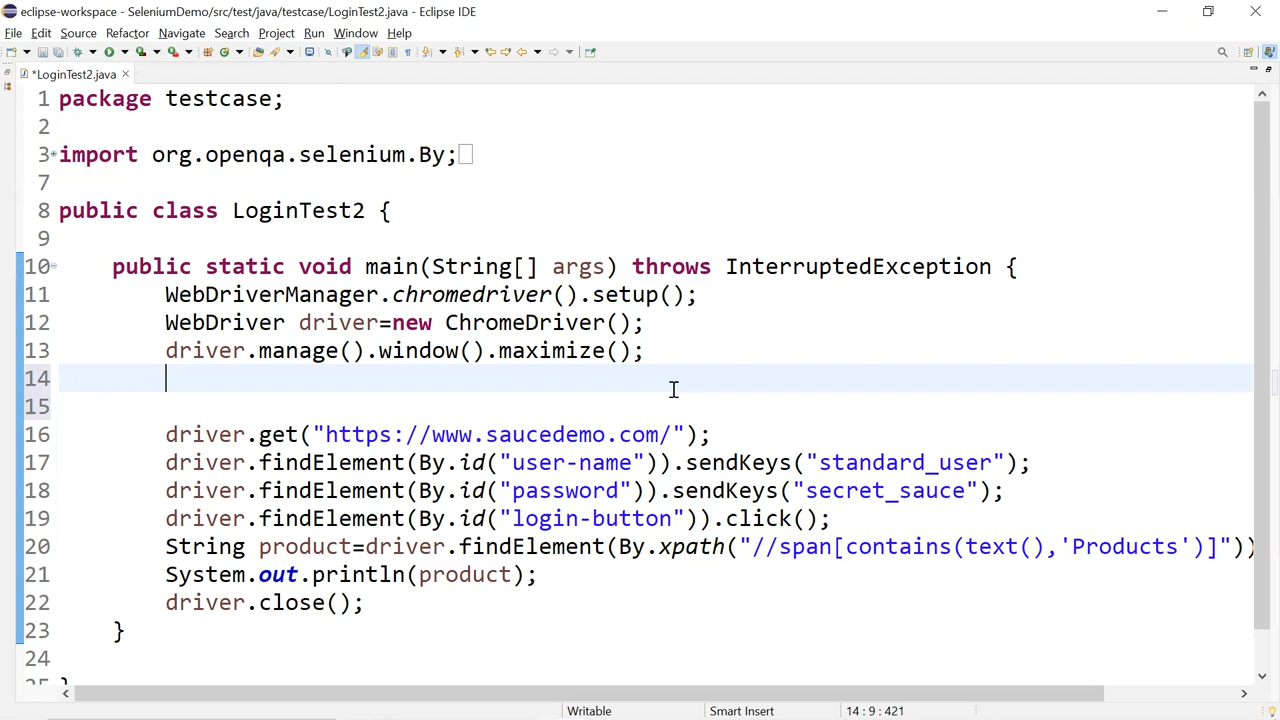 eclipse-workspace - SeleniumDemo/src/test/java/testcase/LoginTest2.java - Eclipse IDE
File Edit Source Refactor Navigate Search Project Run Window Help
*LoginTest2.java
1 package testcase;
2
3 import org.openqa.selenium.By;
7
8 public class LoginTest2 {
9
10 public static void main(String[] args) throws InterruptedException {
11 WebDriverManager.chromedriver().setup();
12 WebDriver driver=new ChromeDriver();
13 driver.manage().window().maximize();
14
15
16 driver.get("https://www.saucedemo.com/");
17 driver.findElement(By.id("user-name")).sendKeys("standard_user");
18 driver.findElement(By.id("password")).sendKeys("secret_sauce");
19 driver.findElement(By.id("login-button")).click();
20 String product=driver.findElement(By.xpath("//span[contains(text(),'Products')]"))
21 System.out.println(product);
22 driver.close();
23 }
24
25 }
Writable Smart Insert 14 : 9 : 421